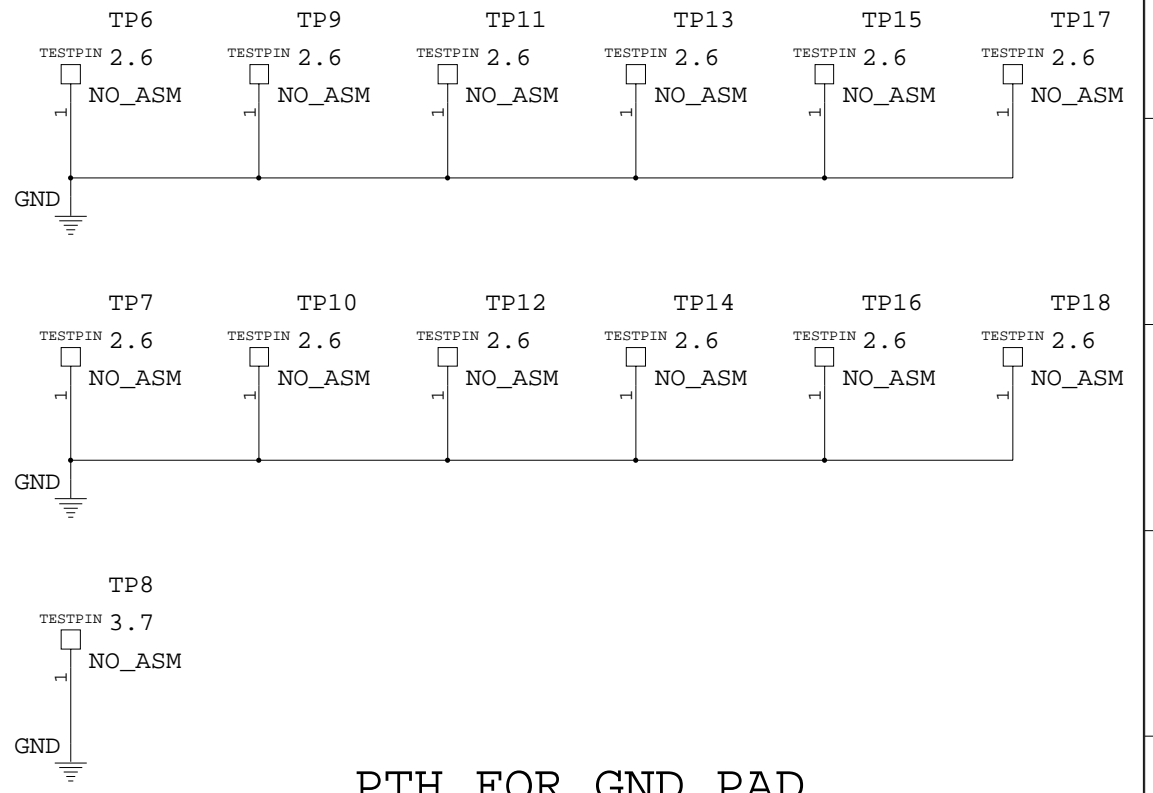 TP6 TP9 TP11 TP13 TP15 TP17
TESTPIN 2.6 TESTPIN 2.6 TESTPIN 2.6 TESTPIN 2.6 TESTPIN 2.6 TESTPIN 2.6
NO_ASM NO_ASM NO_ASM NO_ASM NO_ASM NO_ASM
1 1 1 1 1 1
GND
TP7 TP10 TP12 TP14 TP16 TP18
TESTPIN 2.6 TESTPIN 2.6 TESTPIN 2.6 TESTPIN 2.6 TESTPIN 2.6 TESTPIN 2.6
NO_ASM NO_ASM NO_ASM NO_ASM NO_ASM NO_ASM
1 1 1 1 1 1
GND
TP8
TESTPIN 3.7
NO_ASM
1
GND
PTH FOR GND PAD